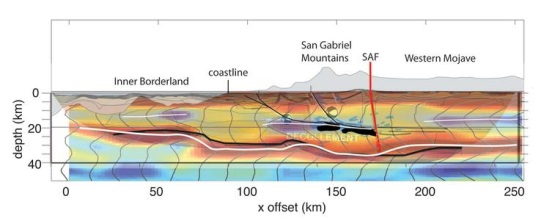 San Gabriel
Mountains
SAF
Western Mojave
Inner Borderland
coastline
depth (km)
0
20
40
0
50
100
150
200
250
x offset (km)